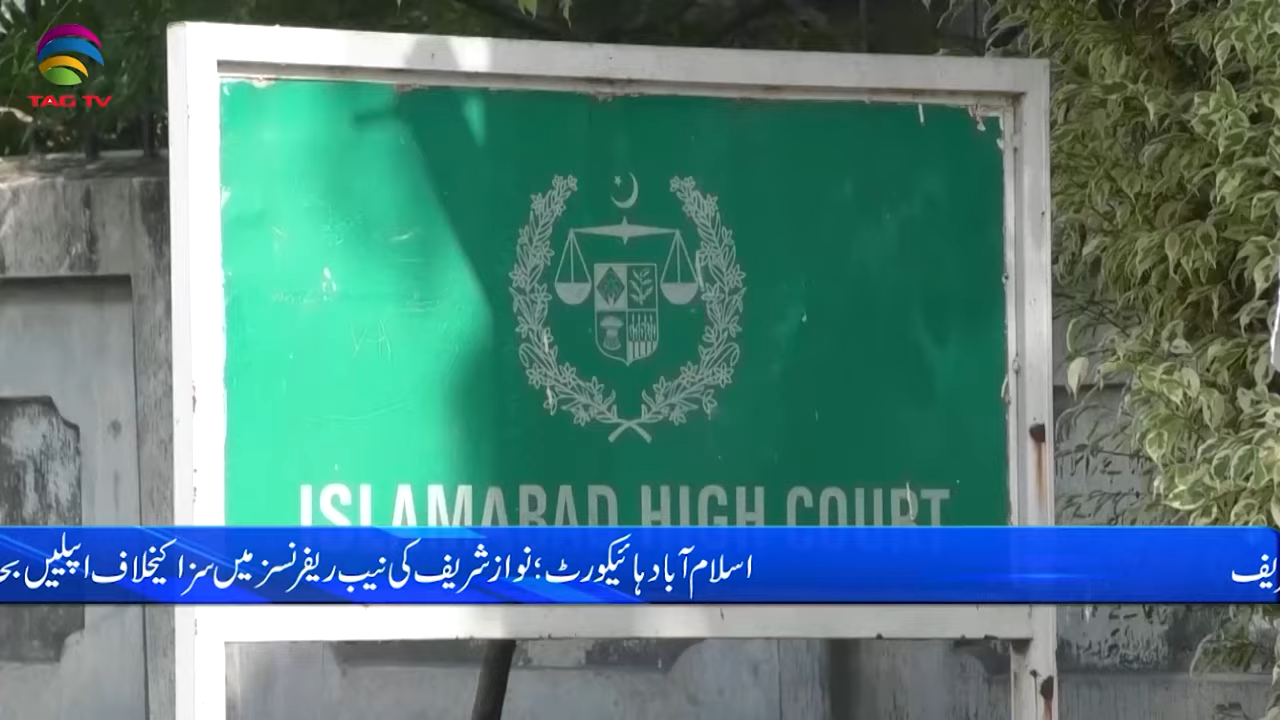 TAG TV
ISLAMABAD HIGH COURT
اسلام آباد ہائیکورٹ؛ نواز شریف کی نیب ریفرنسز میں سزا کیخلاف اپیلیں